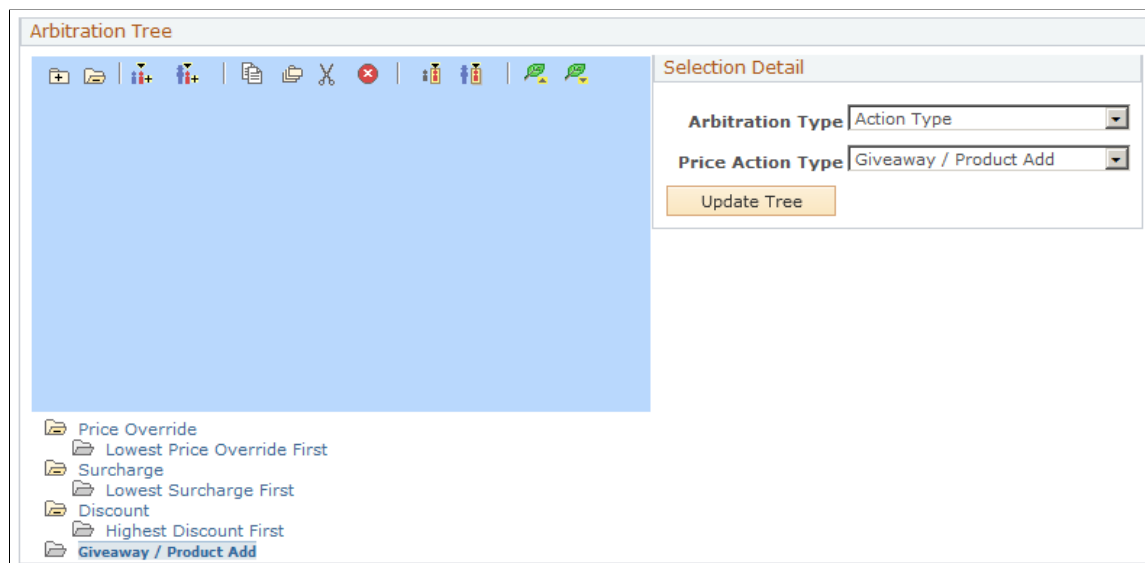 Arbitration Tree
Selection Detail
Arbitration Type Action Type
Price Action Type Giveaway / Product Add
Update Tree
Price Override
Lowest Price Override First
Surcharge
Lowest Surcharge First
Discount
Highest Discount First
Giveaway / Product Add